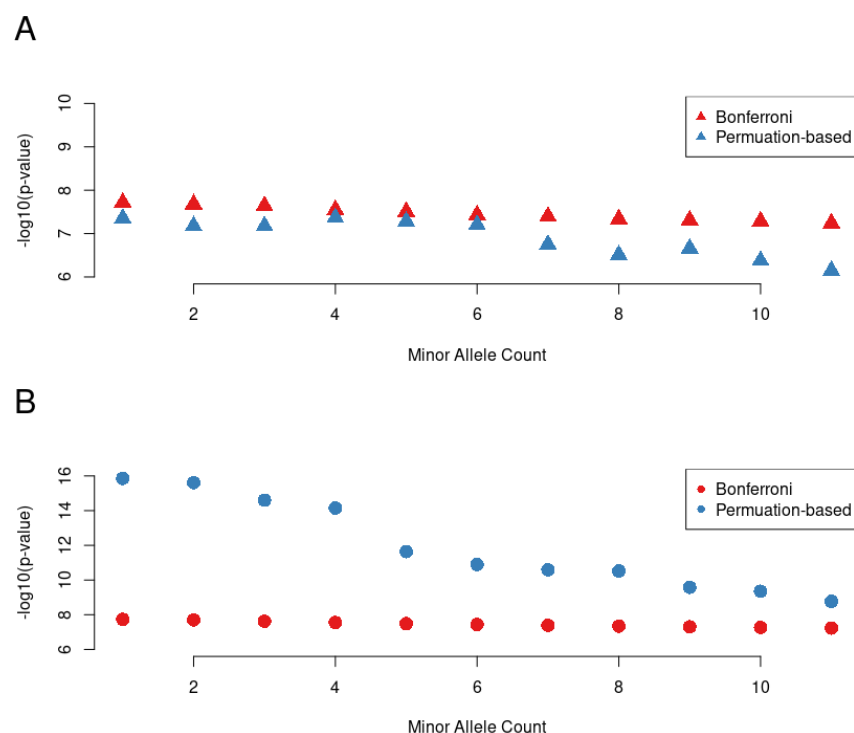 A
10
9
8
7
6
-log10(p-value)
Bonferroni
Permuation-based
2 4 6 8 10
Minor Allele Count
B
16
14
12
10
8
6
-log10(p-value)
Bonferroni
Permuation-based
2 4 6 8 10
Minor Allele Count